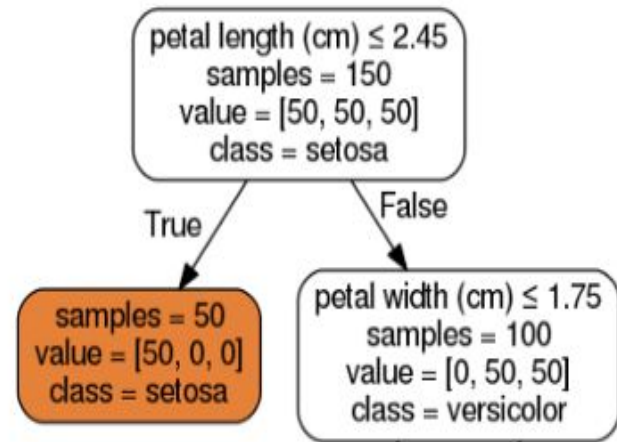 petal length (cm) ≤ 2.45
samples = 150
value = [50, 50, 50]
class = setosa
True
False
samples = 50
value = [50, 0, 0]
class = setosa
petal width (cm) ≤ 1.75
samples = 100
value = [0, 50, 50]
class = versicolor